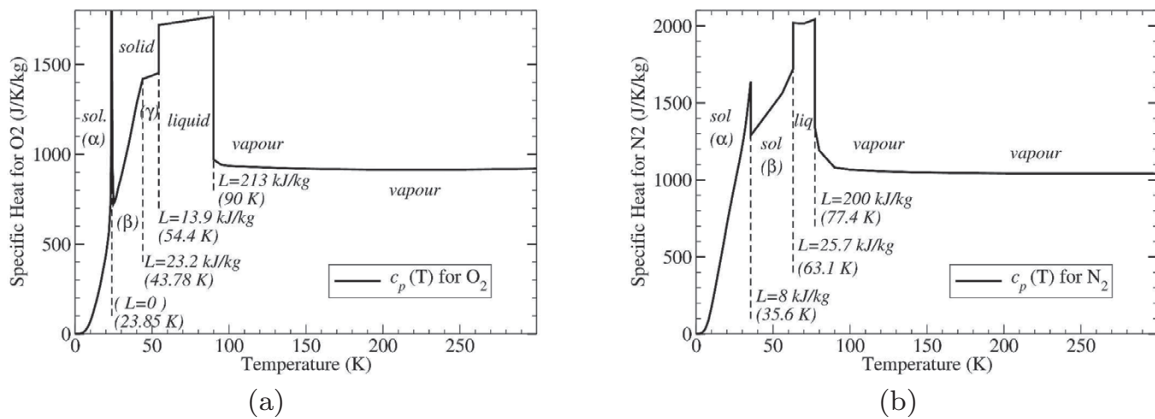 Specific Heat for O2 (J/K/kg)
1500
1000
500
0
0
50
100
150
200
250
Temperature (K)
solid
sol.
(α)
(γ)
liquid
vapour
vapour
(β)
L=213 kJ/kg
(90 K)
L=13.9 kJ/kg
(54.4 K)
L=23.2 kJ/kg
(43.78 K)
( L=0 )
(23.85 K)
c_p (T) for O_2
(a)
Specific Heat for N2 (J/K/kg)
2000
1500
1000
500
0
0
50
100
150
200
250
Temperature (K)
sol
(α)
sol
(β)
liq
vapour
vapour
L=200 kJ/kg
(77.4 K)
L=25.7 kJ/kg
(63.1 K)
L=8 kJ/kg
(35.6 K)
c_p (T) for N_2
(b)